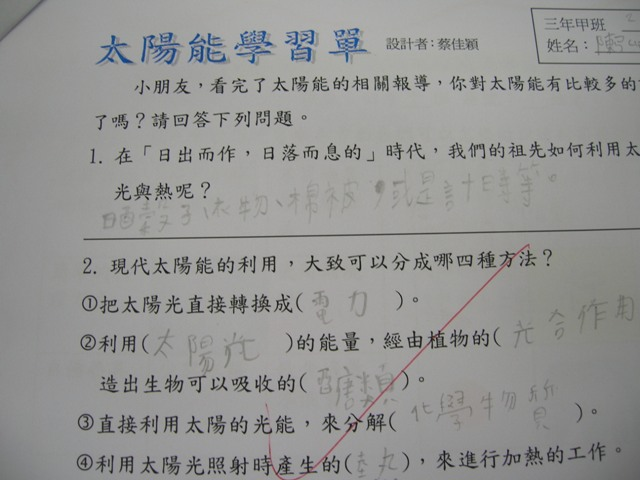 太陽能學習單 設計者：蔡佳穎
三年甲班
姓名：陳
小朋友，看完了太陽能的相關報導，你對太陽能有比較多的
了嗎？請回答下列問題。
1. 在「日出而作，日落而息的」時代，我們的祖先如何利用太
光與熱呢？
晒穀子、衣物、棉被，或是計時等。
2. 現代太陽能的利用，大致可以分成哪四種方法？
①把太陽光直接轉換成(電力)。
②利用(太陽光)的能量，經由植物的(光合作用
造出生物可以吸收的(醣類)。
③直接利用太陽的光能，來分解(化學物質)。
④利用太陽光照射時產生的(熱)，來進行加熱的工作。